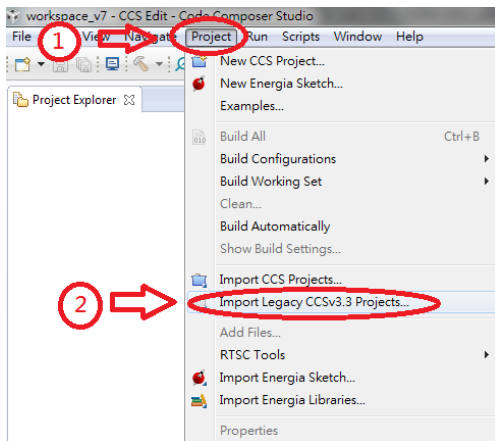 workspace_v7 - CCS Edit - Code Composer Studio
File View Navigate Project Run Scripts Window Help
1
New CCS Project...
New Energia Sketch...
Project Explorer
Examples...
Build All Ctrl+B
Build Configurations
Build Working Set
Clean...
Build Automatically
Show Build Settings...
Import CCS Projects...
2
Import Legacy CCSv3.3 Projects...
Add Files...
RTSC Tools
Import Energia Sketch...
Import Energia Libraries...
Properties